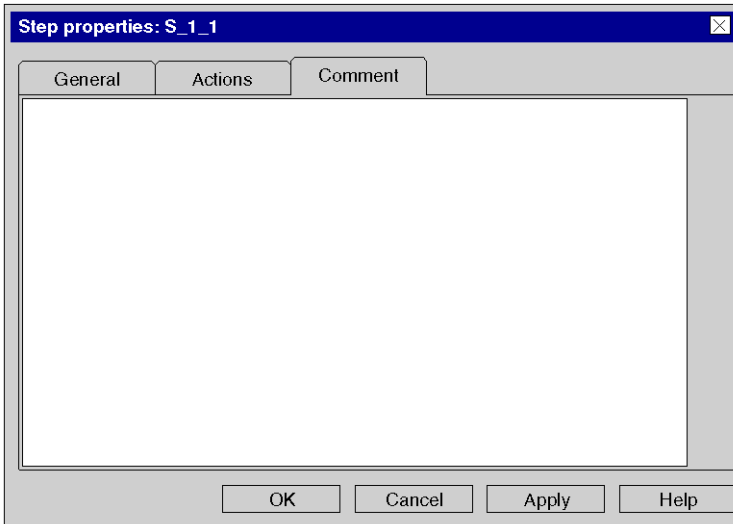 Step properties: S_1_1
General Actions Comment
OK Cancel Apply Help